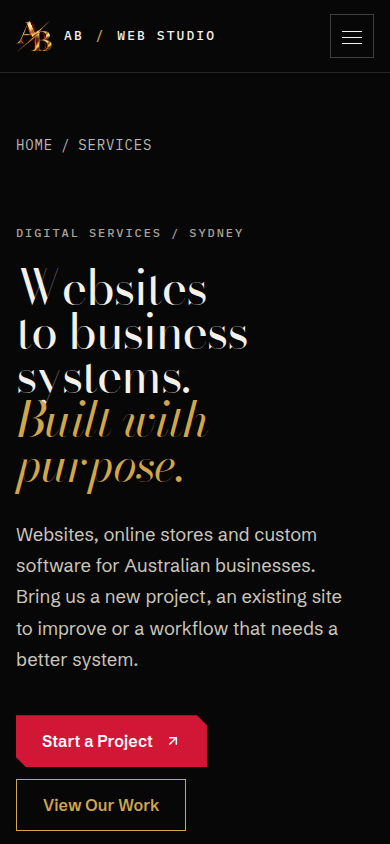 AB
AB / WEB STUDIO
HOME / SERVICES
DIGITAL SERVICES / SYDNEY
Websites
to business
systems.
Built with
purpose.
Websites, online stores and custom
software for Australian businesses.
Bring us a new project, an existing site
to improve or a workflow that needs a
better system.
Start a Project
View Our Work